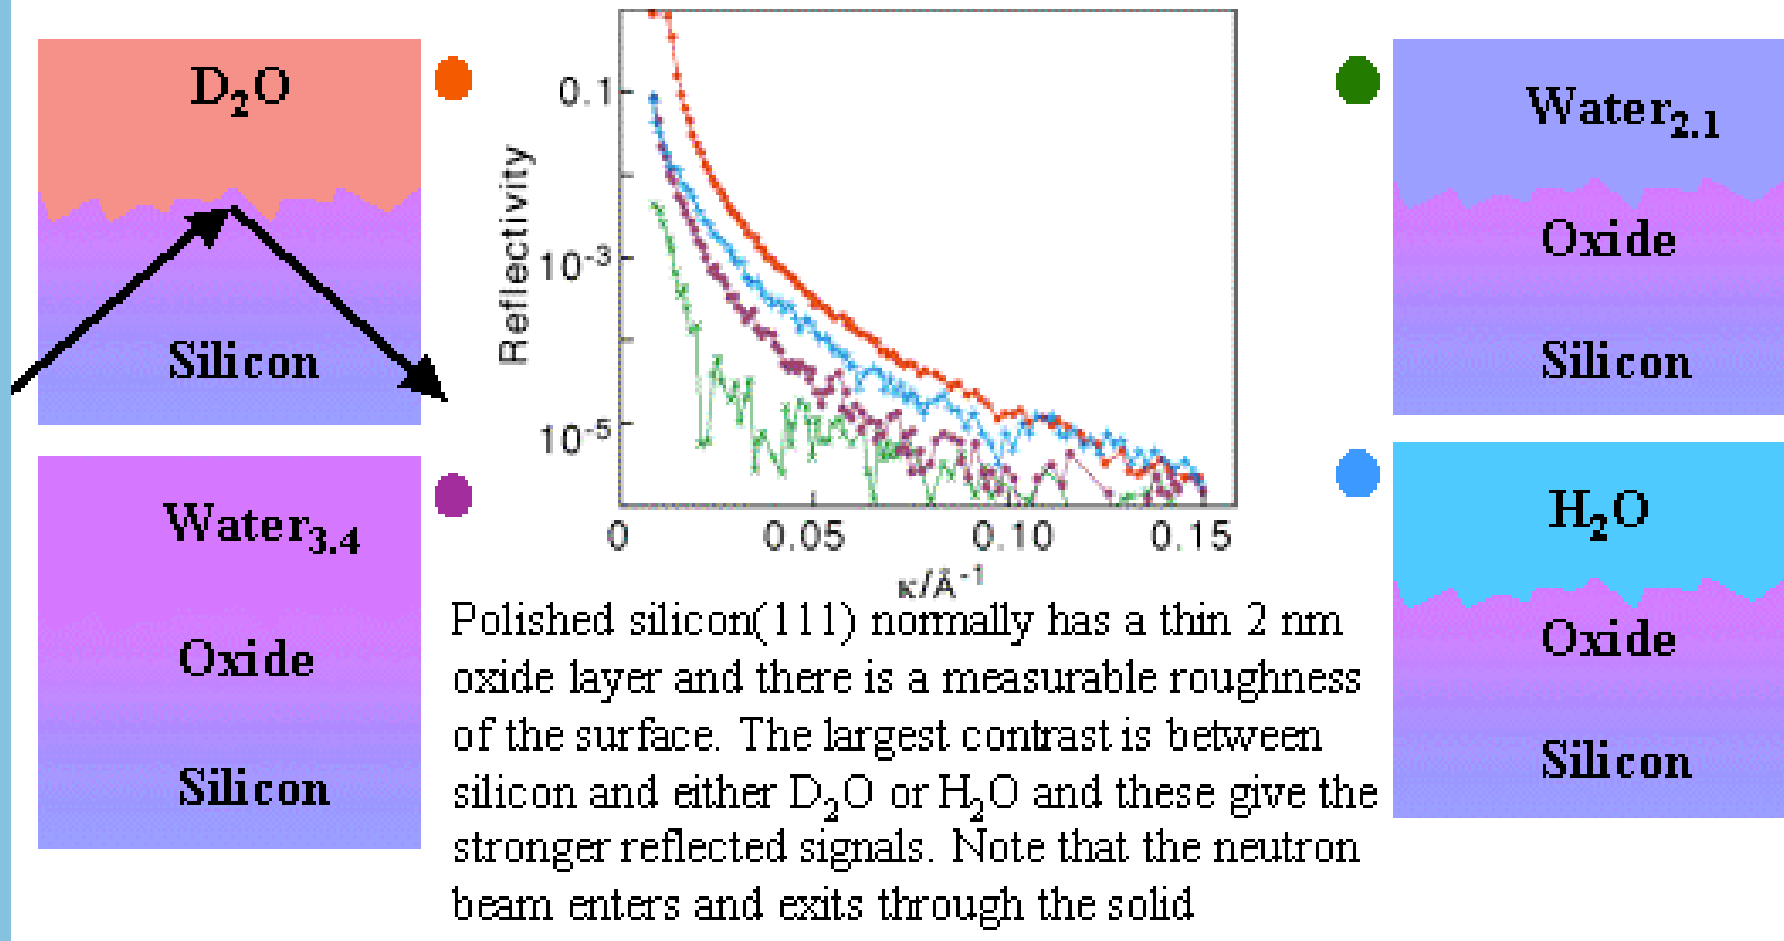 D₂O
Silicon
Water₃.₄
Oxide
Silicon
Reflectivity
0.1
10⁻³
10⁻⁵
0
0.05
0.10
0.15
κ/Å⁻¹
Polished silicon(111) normally has a thin 2 nm
oxide layer and there is a measurable roughness
of the surface. The largest contrast is between
silicon and either D₂O or H₂O and these give the
stronger reflected signals. Note that the neutron
beam enters and exits through the solid
Water₂.₁
Oxide
Silicon
H₂O
Oxide
Silicon